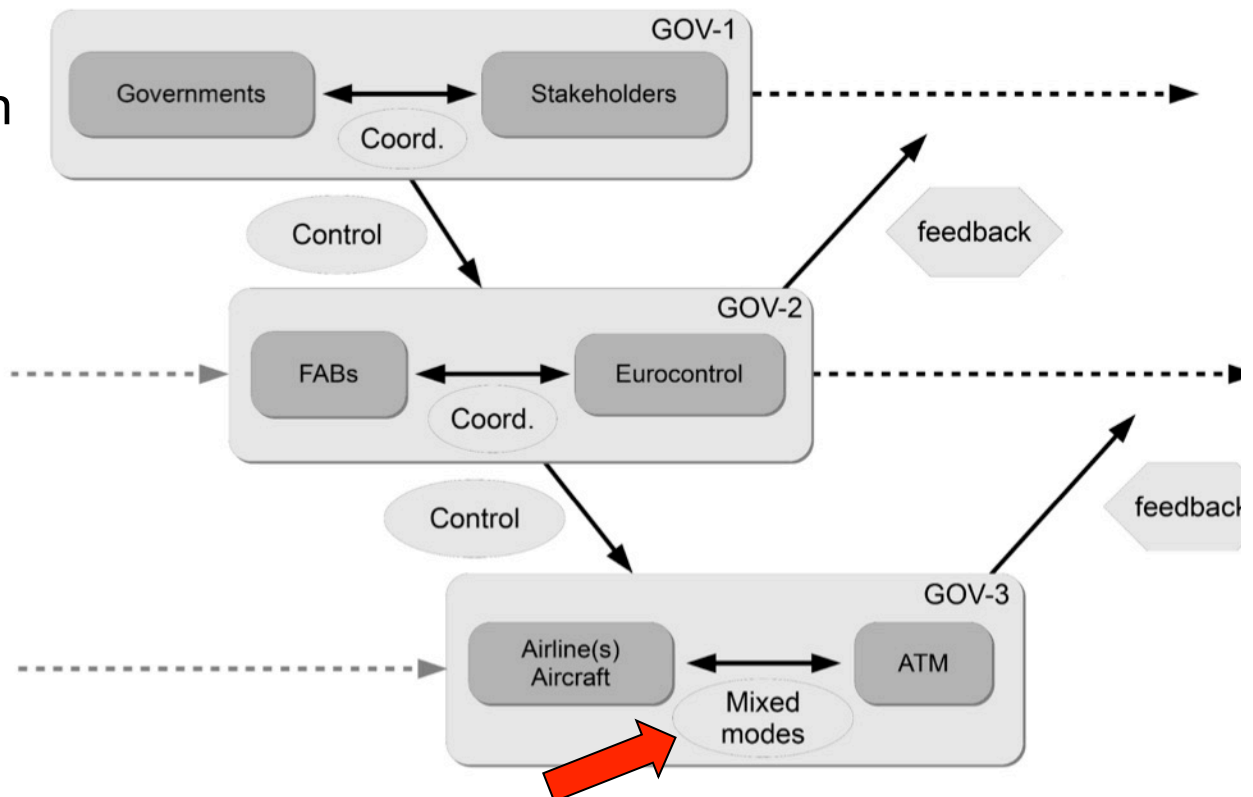 GOV-1
Governments
Stakeholders
Coord.
Control
feedback
GOV-2
FABs
Eurocontrol
Coord.
Control
feedback
GOV-3
Airline(s)
Aircraft
ATM
Mixed
modes